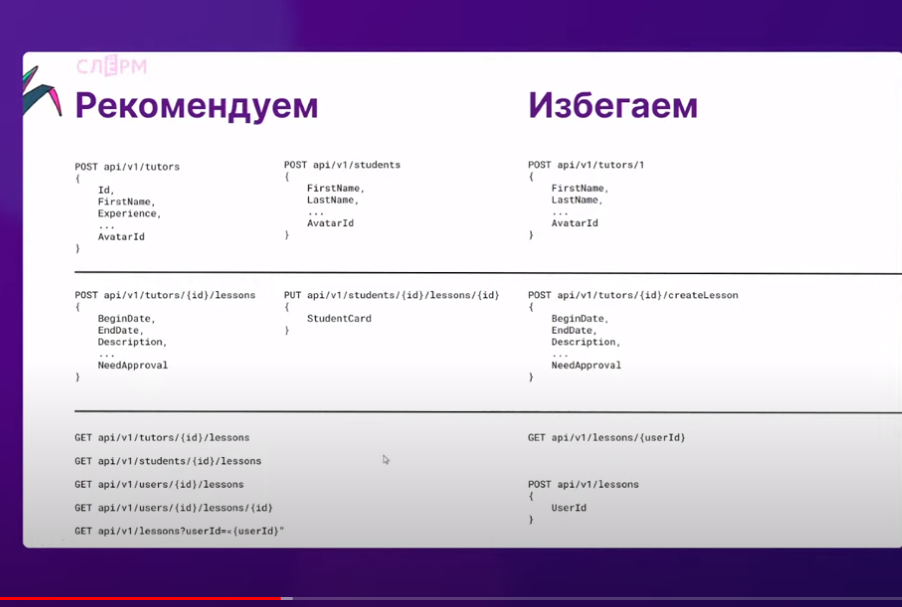 СЛЁРМ
Рекомендуем
Избегаем
POST api/v1/tutors
{
Id,
FirstName,
Experience,
...
AvatarId
}
POST api/v1/students
{
FirstName,
LastName,
...
AvatarId
}
POST api/v1/tutors/1
{
FirstName,
LastName,
...
AvatarId
}
POST api/v1/tutors/{id}/lessons
{
BeginDate,
EndDate,
Description,
...
NeedApproval
}
PUT api/v1/students/{id}/lessons/{id}
{
StudentCard
}
POST api/v1/tutors/{id}/createLesson
{
BeginDate,
EndDate,
Description,
...
NeedApproval
}
GET api/v1/tutors/{id}/lessons
GET api/v1/students/{id}/lessons
GET api/v1/users/{id}/lessons
GET api/v1/users/{id}/lessons/{id}
GET api/v1/lessons?userId=«{userId}"
GET api/v1/lessons/{userId}
POST api/v1/lessons
{
UserId
}